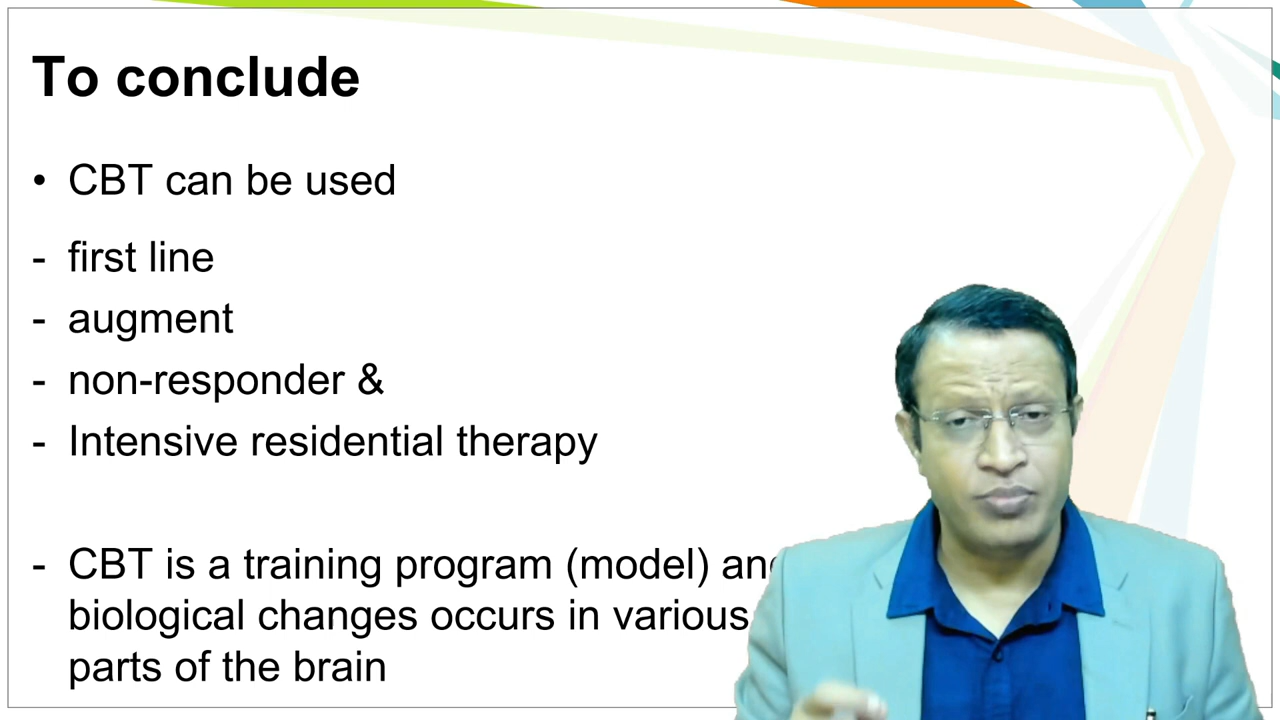 To conclude
• CBT can be used
- first line
- augment
- non-responder &
- Intensive residential therapy
- CBT is a training program (model) and
biological changes occurs in various
parts of the brain